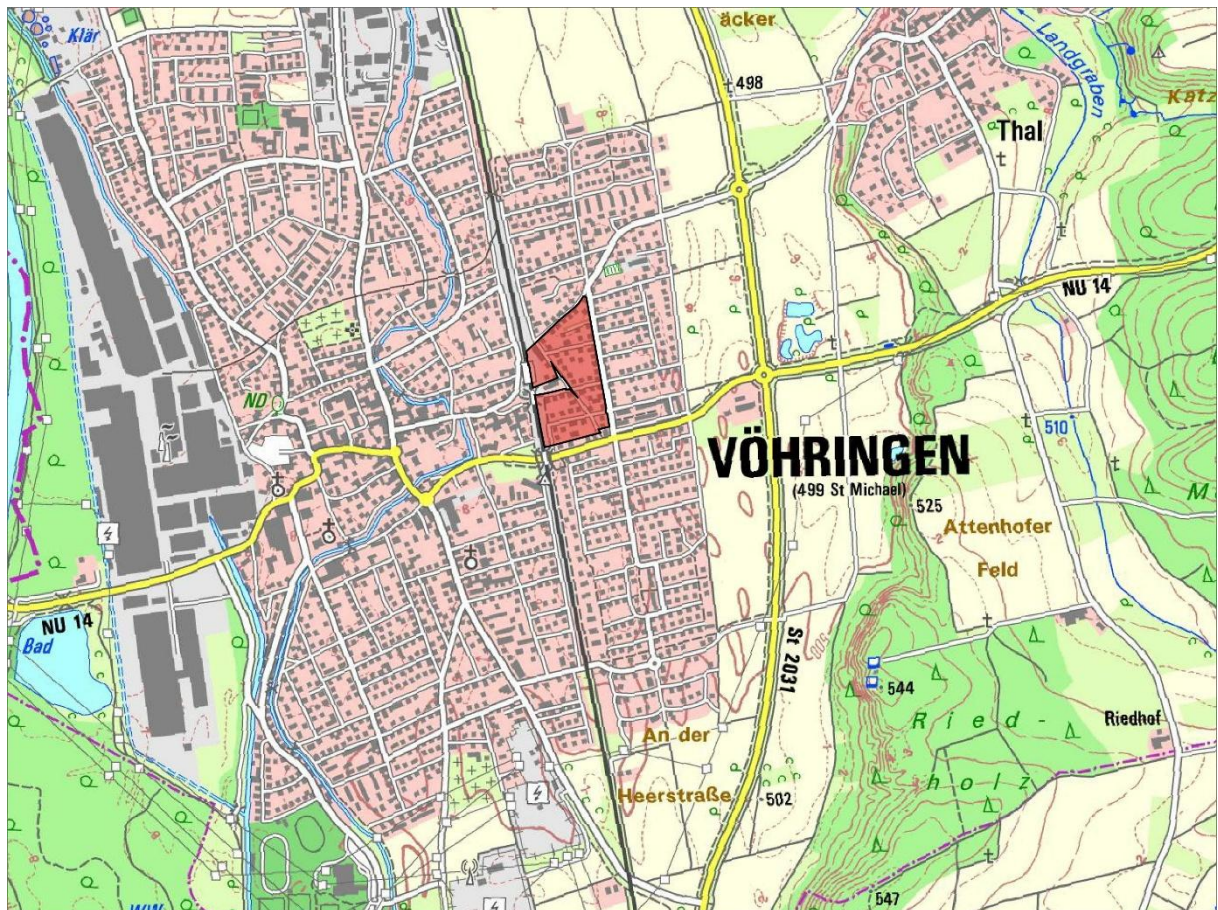 Klär
äcker
498
Landgraben
Katz
Thal
NU 14
ND
VÖHRINGEN
(499 St Michael)
510
525
M
Attenhofer
Feld
NU 14
Bad
St 2031
544
Ried-
holz
Riedhof
An der
Heerstraße
502
547
WW